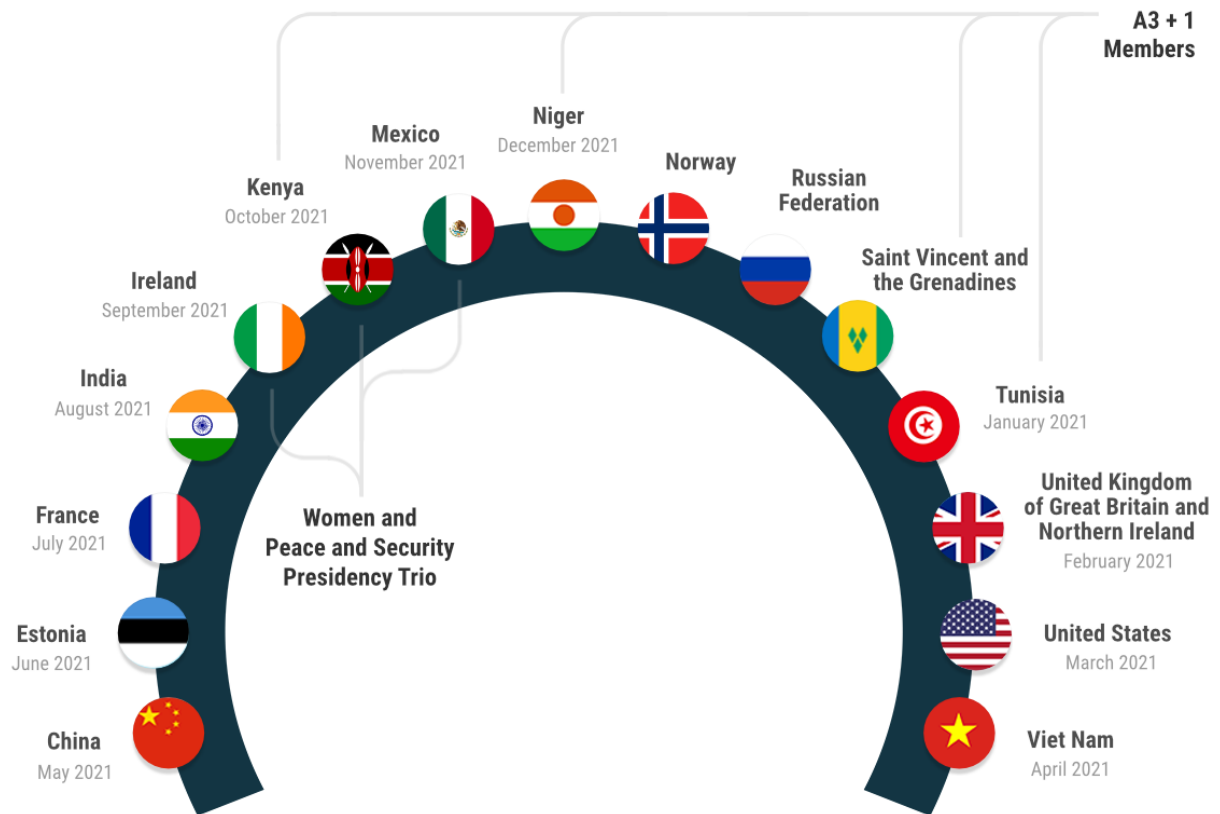 A3 + 1
Members
Niger
December 2021
Mexico
November 2021
Norway
Kenya
October 2021
Russian
Federation
Ireland
September 2021
Saint Vincent and
the Grenadines
India
August 2021
Tunisia
January 2021
France
July 2021
United Kingdom
of Great Britain and
Northern Ireland
February 2021
Women and
Peace and Security
Presidency Trio
Estonia
June 2021
United States
March 2021
China
May 2021
Viet Nam
April 2021